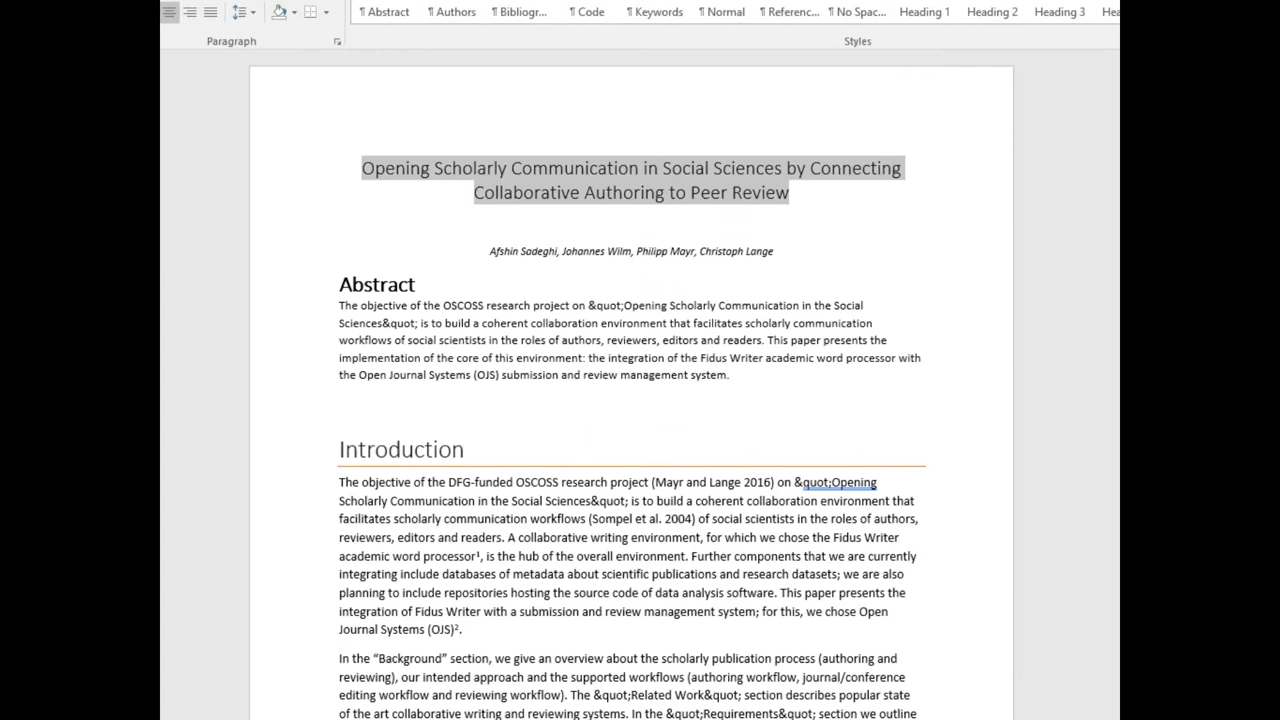 ¶ Abstract ¶ Authors ¶ Bibliogr... ¶ Code ¶ Keywords ¶ Normal ¶ Referenc... ¶ No Spac... Heading 1 Heading 2 Heading 3 Hea
Paragraph Styles
Opening Scholarly Communication in Social Sciences by Connecting
Collaborative Authoring to Peer Review
Afshin Sadeghi, Johannes Wilm, Philipp Mayr, Christoph Lange
Abstract
The objective of the OSCOSS research project on &quot;Opening Scholarly Communication in the Social
Sciences&quot; is to build a coherent collaboration environment that facilitates scholarly communication
workflows of social scientists in the roles of authors, reviewers, editors and readers. This paper presents the
implementation of the core of this environment: the integration of the Fidus Writer academic word processor with
the Open Journal Systems (OJS) submission and review management system.
Introduction
The objective of the DFG-funded OSCOSS research project (Mayr and Lange 2016) on &quot;Opening
Scholarly Communication in the Social Sciences&quot; is to build a coherent collaboration environment that
facilitates scholarly communication workflows (Sompel et al. 2004) of social scientists in the roles of authors,
reviewers, editors and readers. A collaborative writing environment, for which we chose the Fidus Writer
academic word processor¹, is the hub of the overall environment. Further components that we are currently
integrating include databases of metadata about scientific publications and research datasets; we are also
planning to include repositories hosting the source code of data analysis software. This paper presents the
integration of Fidus Writer with a submission and review management system; for this, we chose Open
Journal Systems (OJS)².
In the “Background” section, we give an overview about the scholarly publication process (authoring and
reviewing), our intended approach and the supported workflows (authoring workflow, journal/conference
editing workflow and reviewing workflow). The &quot;Related Work&quot; section describes popular state
of the art collaborative writing and reviewing systems. In the &quot;Requirements&quot; section we outline